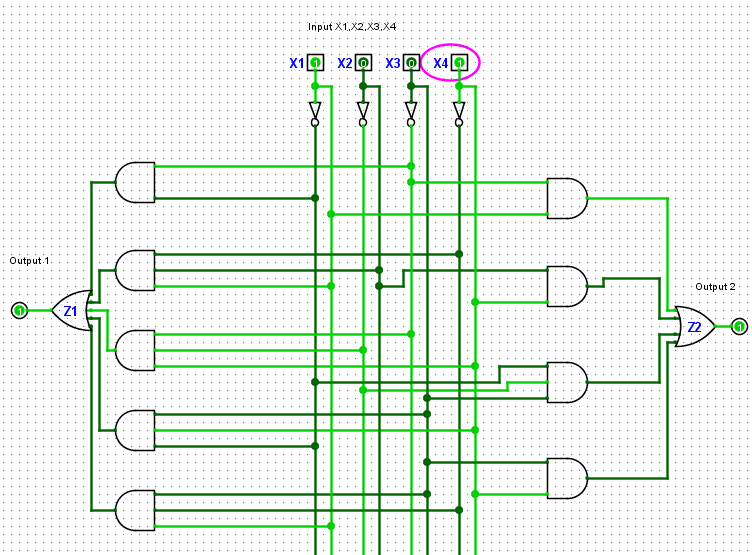 Input X1,X2,X3,X4
X1 1 X2 0 X3 0 X4 1
Output 1
Output 2
1 Z1
Z2 1